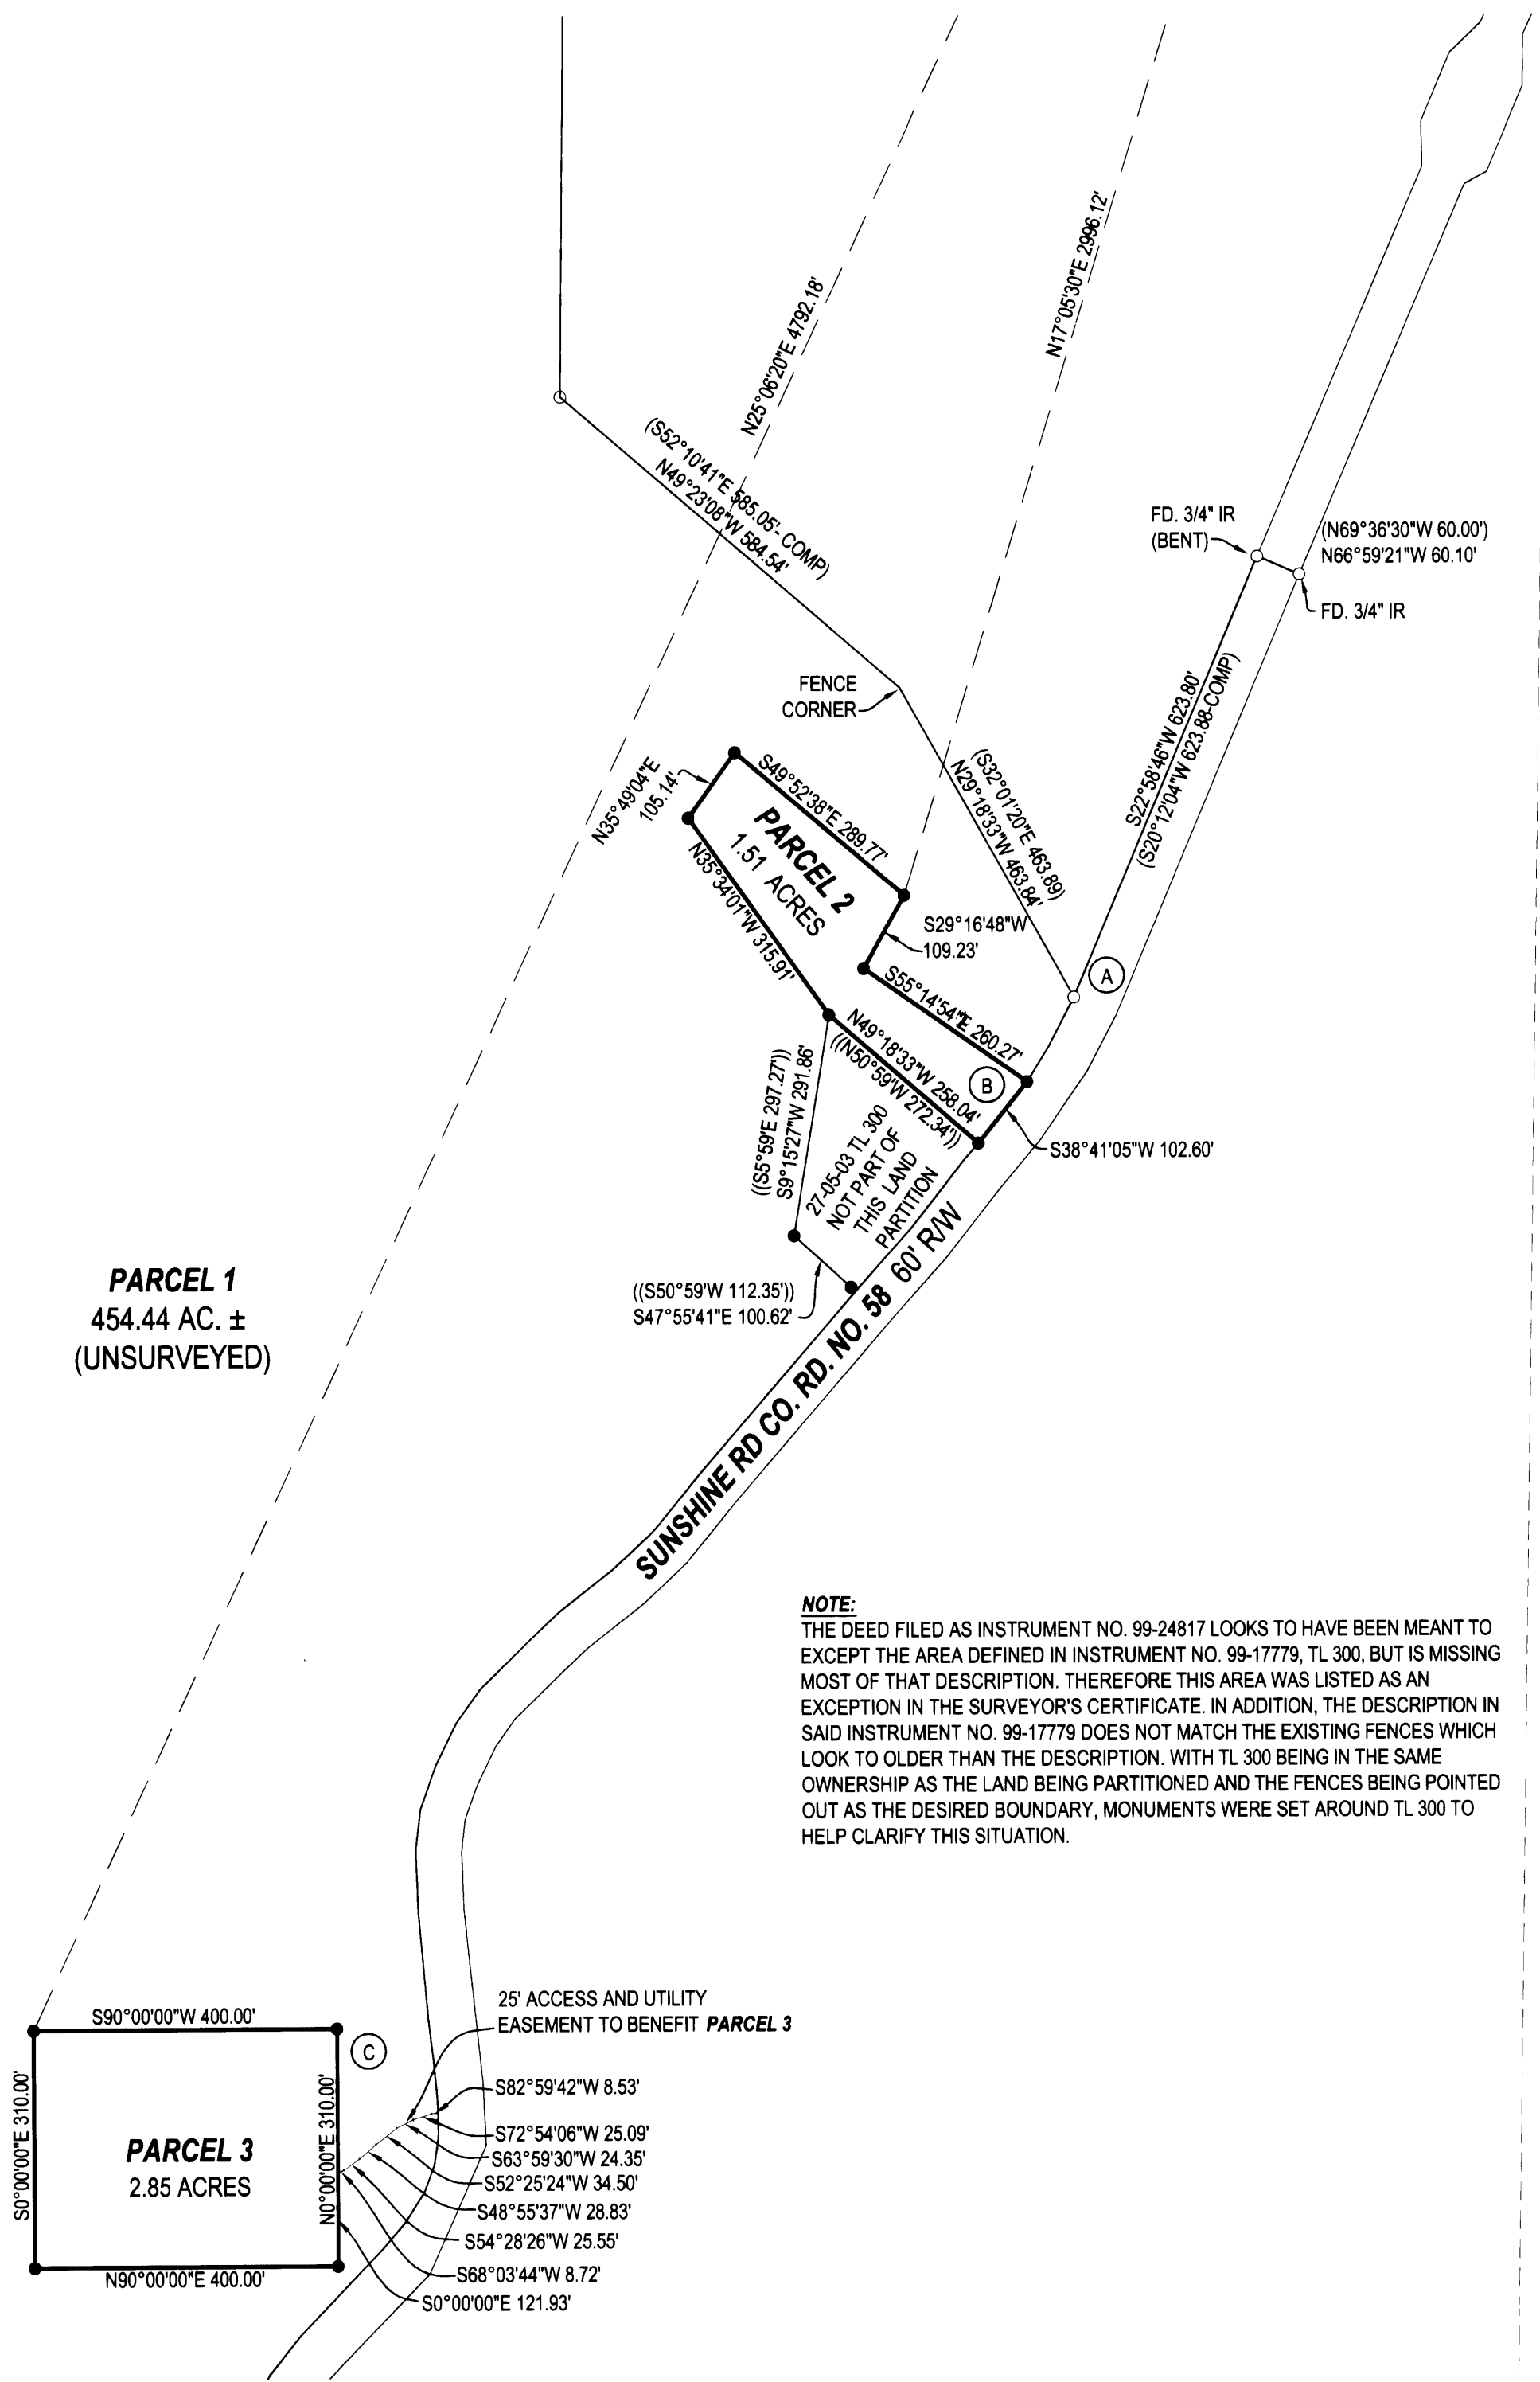 N17°05'30"E 2996.12'
N25°06'20"E 4792.18'
(S52°10'41"E 585.05'- COMP)
N49°23'08"W 584.54'
FD. 3/4" IR
(BENT)
(N69°36'30"W 60.00')
N66°59'21"W 60.10'
FD. 3/4" IR
FENCE
CORNER
S22°58'46"W 623.80'
(S20°12'04"W 623.88-COMP)
(S32°01'20"E 463.89)
N29°18'33"W 463.84'
N35°49'04"E
105.14'
S49°52'38"E 289.77'
PARCEL 2
1.51 ACRES
N35°34'01"W 315.91'
S29°16'48"W
109.23'
A
S55°14'54"E 260.27'
N49°18'33"W 258.04'
((N50°59'W 272.34'))
B
S38°41'05"W 102.60'
((S5°59'E 297.27'))
S9°15'27"W 291.86'
27-05-03 TL 300
NOT PART OF
THIS LAND
PARTITION
((S50°59'W 112.35'))
S47°55'41"E 100.62'
PARCEL 1
454.44 AC. ±
(UNSURVEYED)
SUNSHINE RD CO. RD. NO. 58 60' R/W
NOTE:
THE DEED FILED AS INSTRUMENT NO. 99-24817 LOOKS TO HAVE BEEN MEANT TO
EXCEPT THE AREA DEFINED IN INSTRUMENT NO. 99-17779, TL 300, BUT IS MISSING
MOST OF THAT DESCRIPTION. THEREFORE THIS AREA WAS LISTED AS AN
EXCEPTION IN THE SURVEYOR'S CERTIFICATE. IN ADDITION, THE DESCRIPTION IN
SAID INSTRUMENT NO. 99-17779 DOES NOT MATCH THE EXISTING FENCES WHICH
LOOK TO OLDER THAN THE DESCRIPTION. WITH TL 300 BEING IN THE SAME
OWNERSHIP AS THE LAND BEING PARTITIONED AND THE FENCES BEING POINTED
OUT AS THE DESIRED BOUNDARY, MONUMENTS WERE SET AROUND TL 300 TO
HELP CLARIFY THIS SITUATION.
25' ACCESS AND UTILITY
EASEMENT TO BENEFIT PARCEL 3
S90°00'00"W 400.00'
C
S0°00'00"E 310.00'
N0°00'00"E 310.00'
PARCEL 3
2.85 ACRES
N90°00'00"E 400.00'
S82°59'42"W 8.53'
S72°54'06"W 25.09'
S63°59'30"W 24.35'
S52°25'24"W 34.50'
S48°55'37"W 28.83'
S54°28'26"W 25.55'
S68°03'44"W 8.72'
S0°00'00"E 121.93'